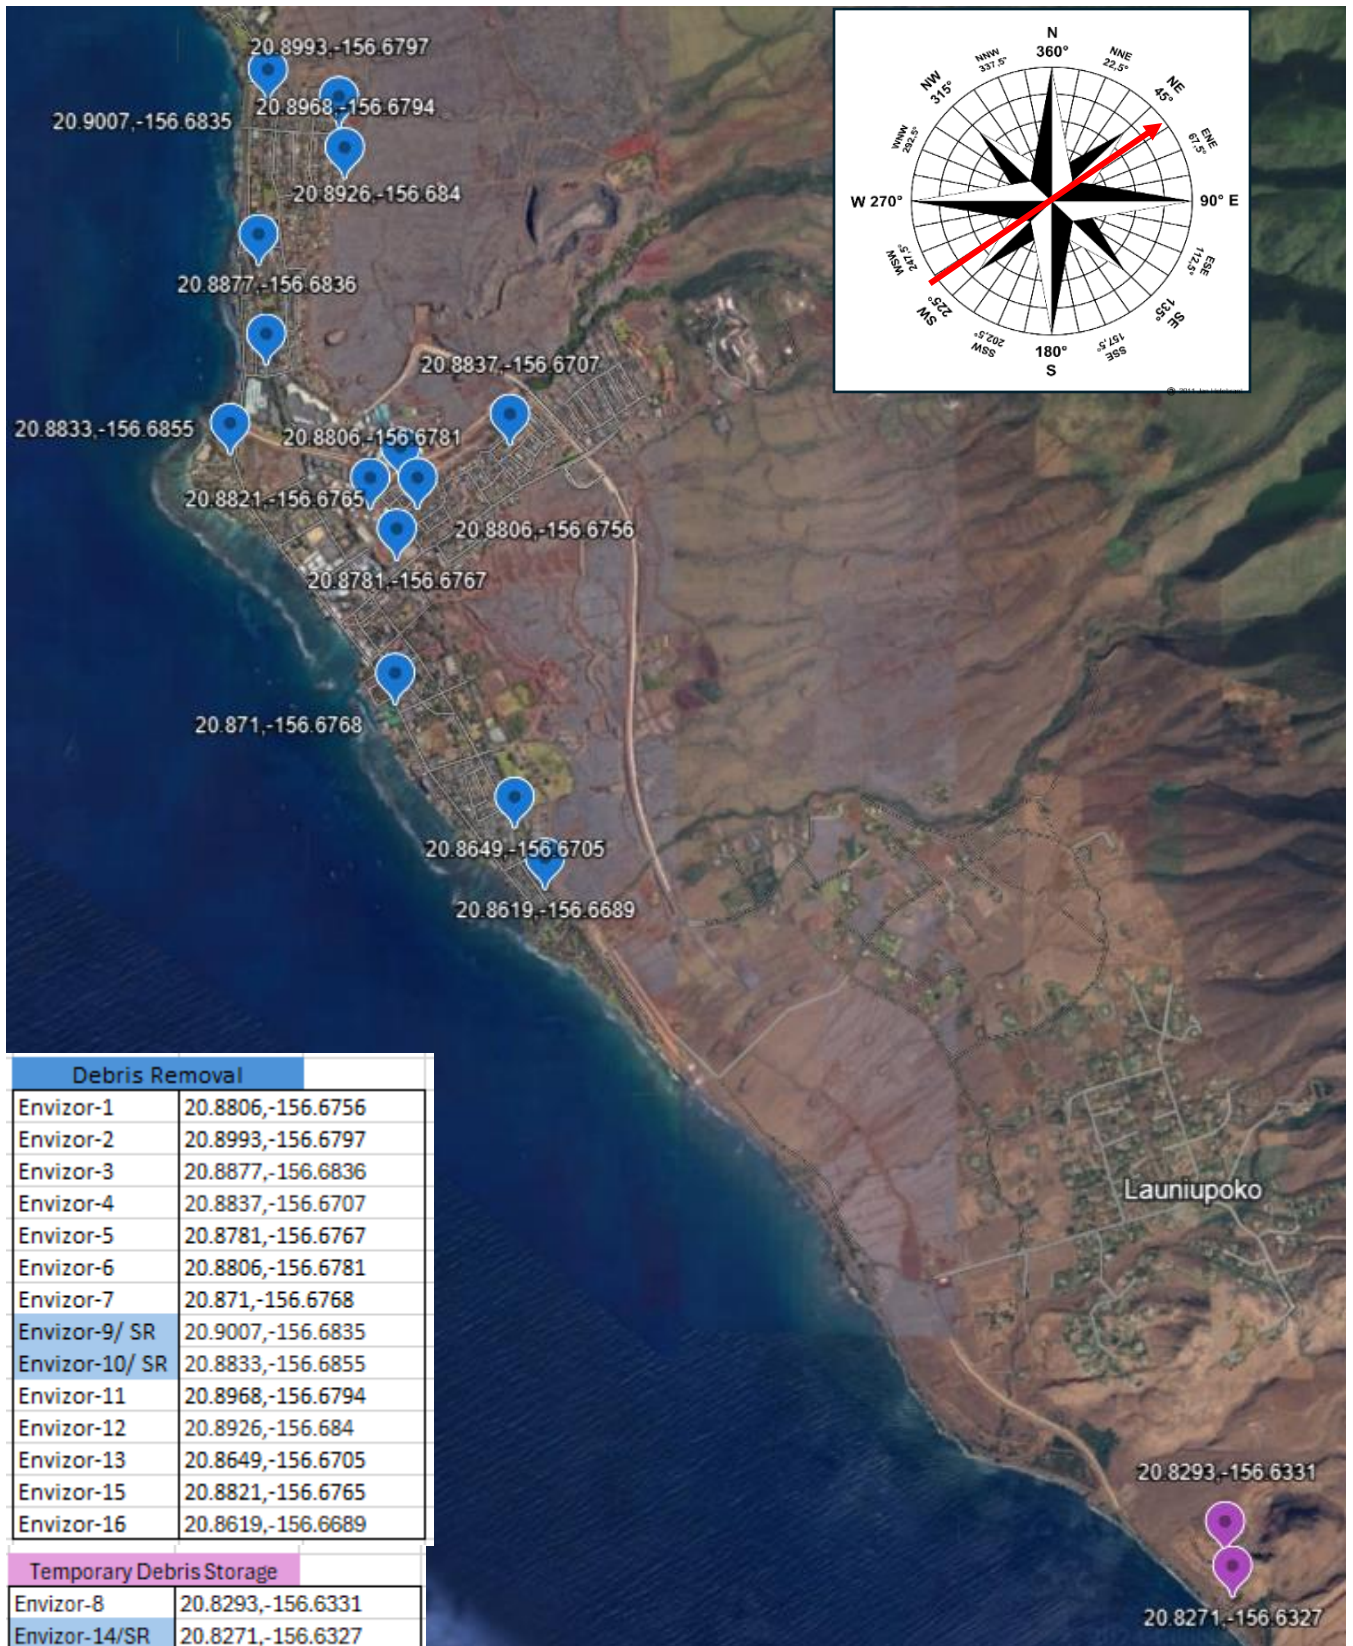 20.8993,-156.6797
20.8968,-156.6794
20.9007,-156.6835
20.8926,-156.684
20.8877,-156.6836
20.8837,-156.6707
20.8833,-156.6855
20.8806,-156.6781
20.8821,-156.6765
20.8806,-156.6756
20.8781,-156.6767
20.871,-156.6768
20.8649,-156.6705
20.8619,-156.6689
Launiupoko
20.8293,-156.6331
20.8271,-156.6327
N
360°
NNE
22,5°
NE
45°
ENE
67,5°
90° E
ESE
112,5°
SE
135°
SSE
157,5°
180°
S
SSW
202,5°
SW
225°
WSW
247,5°
W 270°
WNW
292,5°
NW
315°
NNW
337,5°
Debris Removal
Envizor-1 20.8806,-156.6756
Envizor-2 20.8993,-156.6797
Envizor-3 20.8877,-156.6836
Envizor-4 20.8837,-156.6707
Envizor-5 20.8781,-156.6767
Envizor-6 20.8806,-156.6781
Envizor-7 20.871,-156.6768
Envizor-9/ SR 20.9007,-156.6835
Envizor-10/ SR 20.8833,-156.6855
Envizor-11 20.8968,-156.6794
Envizor-12 20.8926,-156.684
Envizor-13 20.8649,-156.6705
Envizor-15 20.8821,-156.6765
Envizor-16 20.8619,-156.6689
Temporary Debris Storage
Envizor-8 20.8293,-156.6331
Envizor-14/SR 20.8271,-156.6327